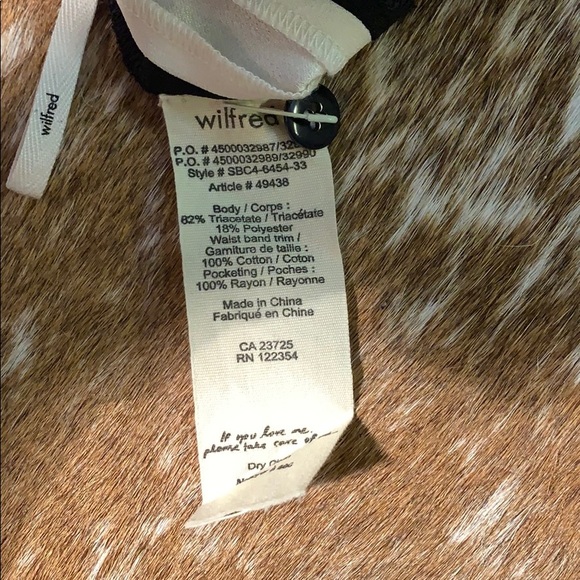 wilfred
wilfred
P.O. # 4500032987/
P.O. # 4500032989/32990
Style # SBC4-6454-33
Article # 49438
Body / Corps :
82% Triacetate / Triacétate
18% Polyester
Waist band trim /
Garniture de taille :
100% Cotton / Coton
Pocketing / Poches :
100% Rayon / Rayonne
Made in China
Fabriqué en Chine
CA 23725
RN 122354
If you love me,
please take care of
Dry